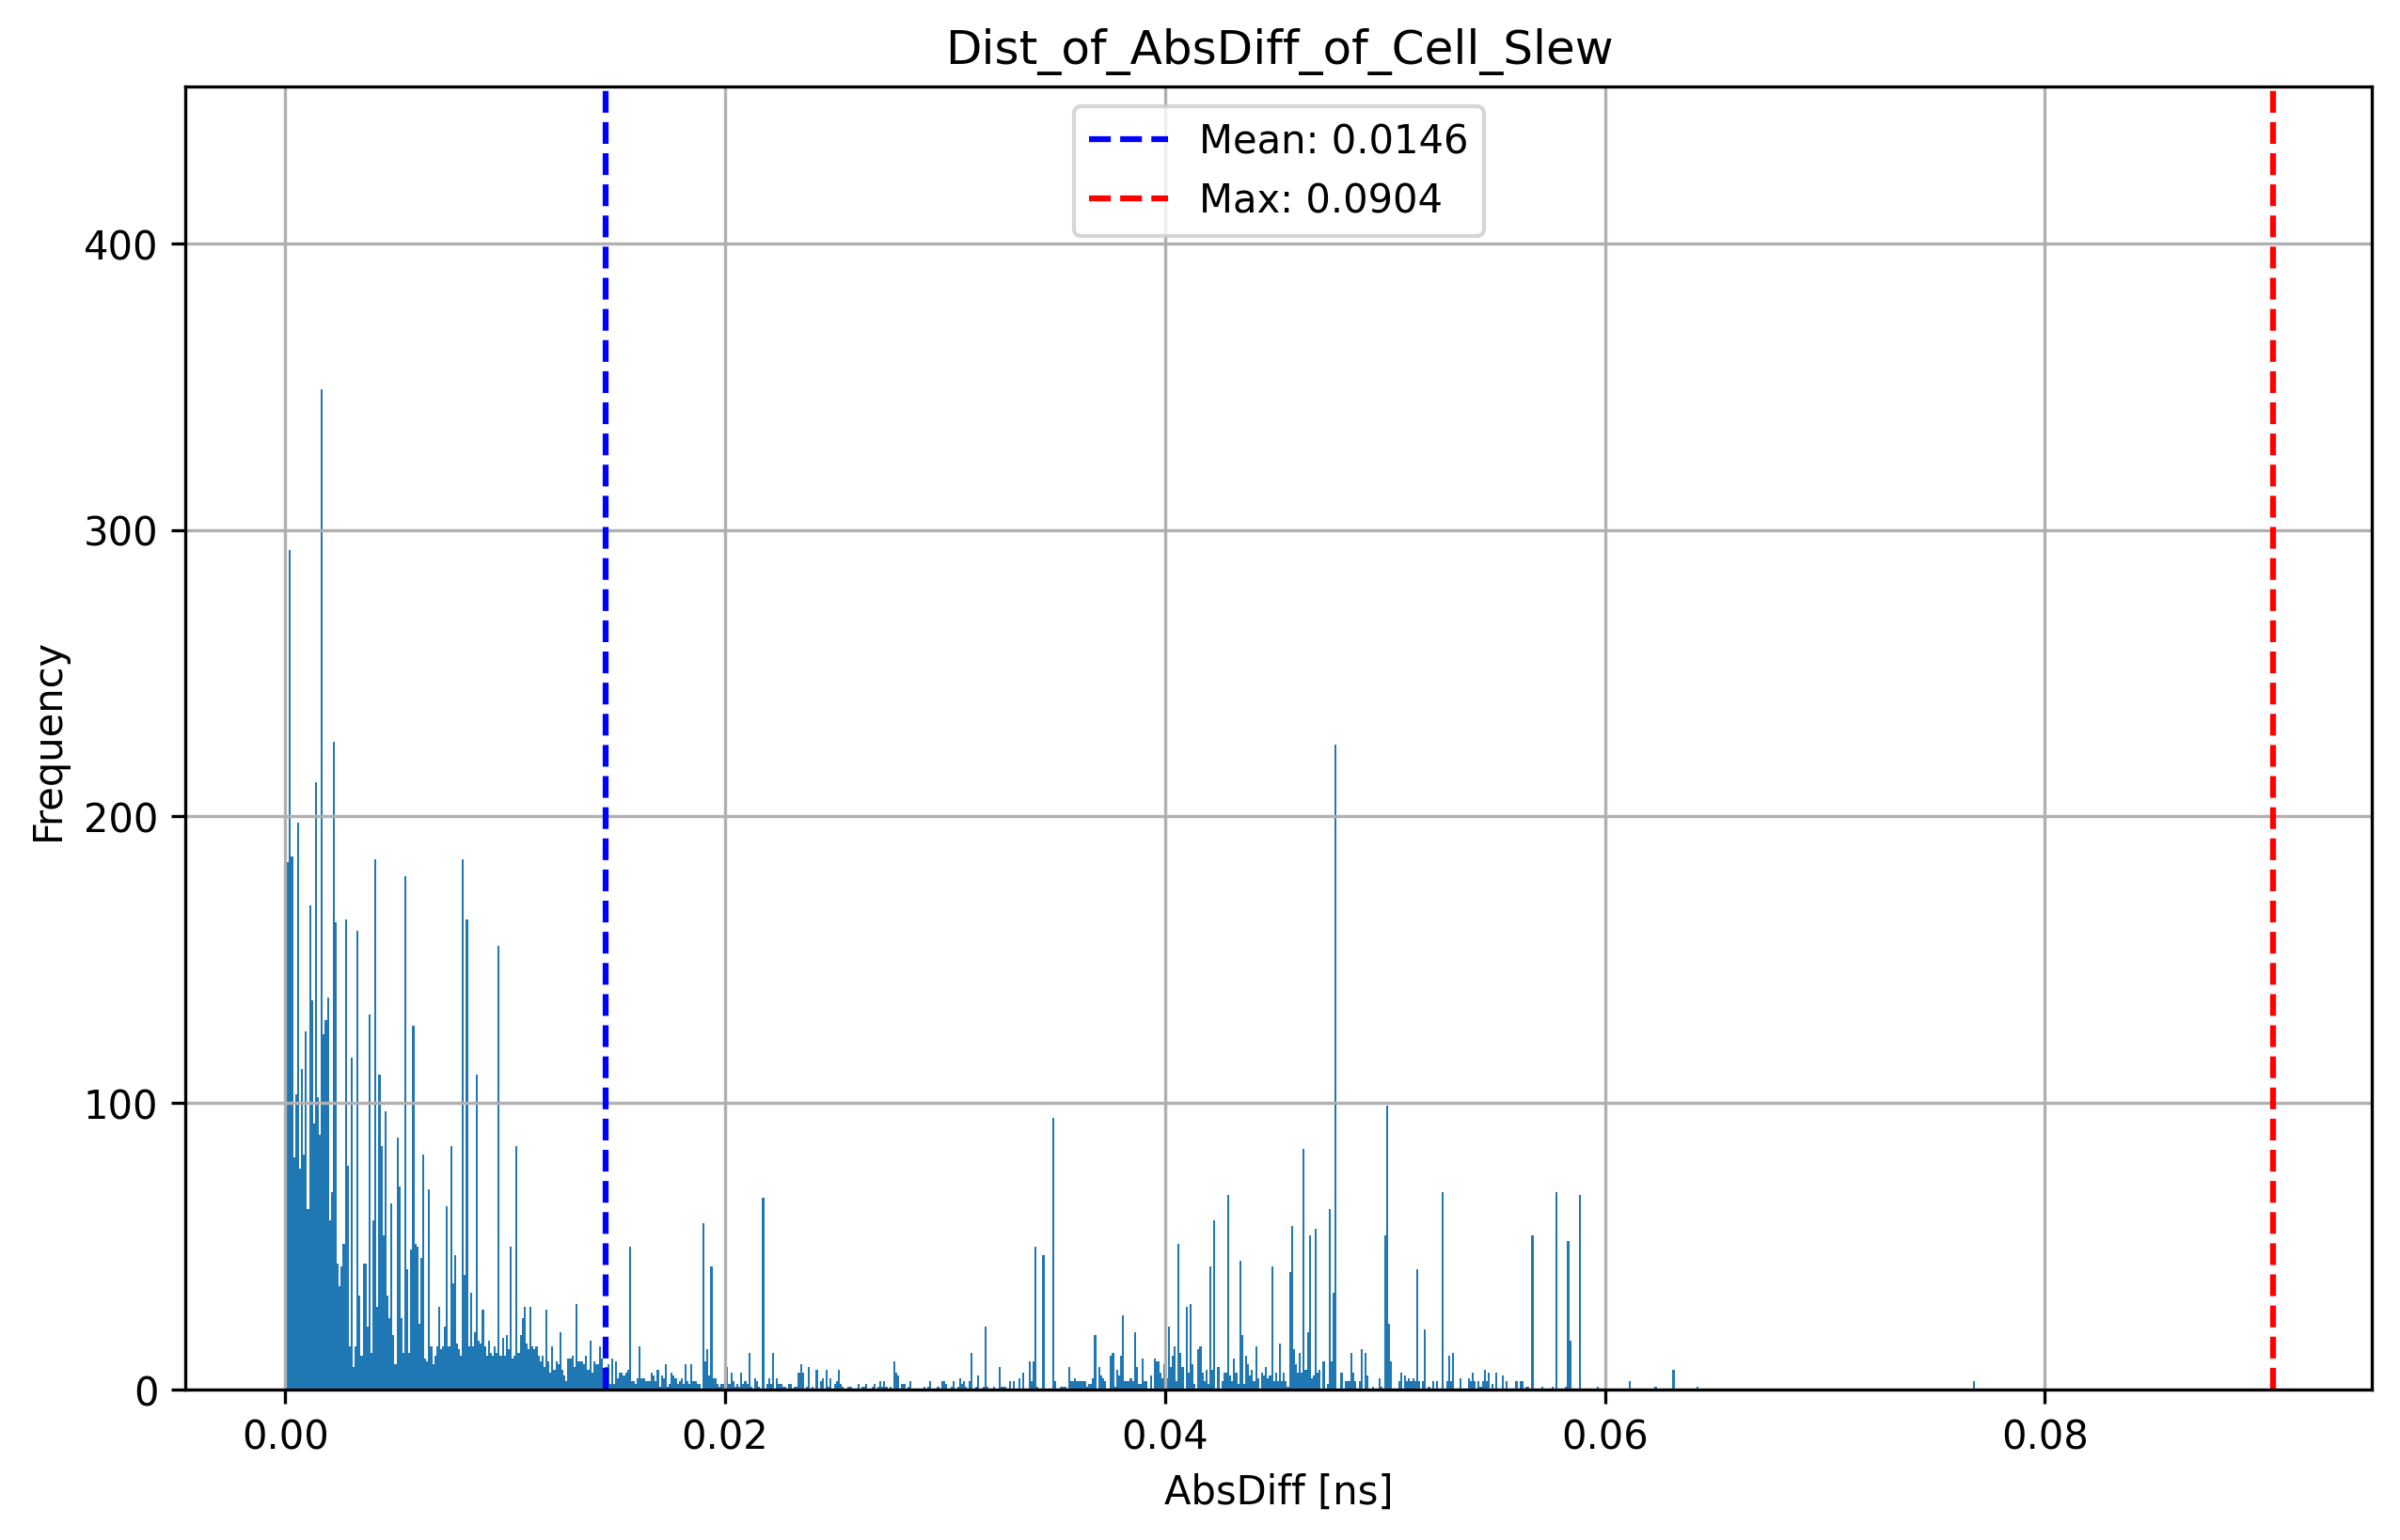 Dist_of_AbsDiff_of_Cell_Slew
Mean: 0.0146
Max: 0.0904
400
300
200
100
0
Frequency
0.00 0.02 0.04 0.06 0.08
AbsDiff [ns]